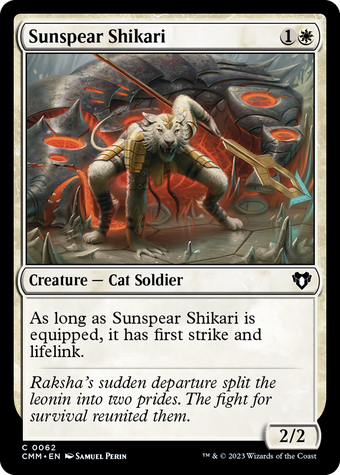 Sunspear Shikari 1
Creature — Cat Soldier
As long as Sunspear Shikari is
equipped, it has first strike and
lifelink.
Raksha's sudden departure split the
leonin into two prides. The fight for
survival reunited them.
2/2
C 0062
CMM • EN Samuel Perin
™ & © 2023 Wizards of the Coast